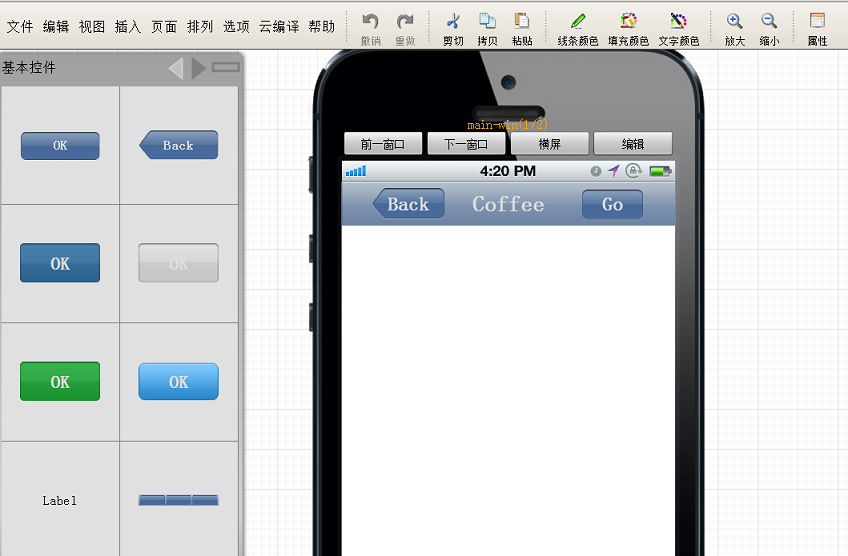 文件 编辑 视图 插入 页面 排列 选项 云编译 帮助
撤销 重做 剪切 拷贝 粘贴 线条颜色 填充颜色 文字颜色 放大 缩小 属性
基本控件
OK Back
OK OK
OK OK
Label
main-win(1/2)
前一窗口 下一窗口 横屏 编辑
4:20 PM
Back Coffee Go